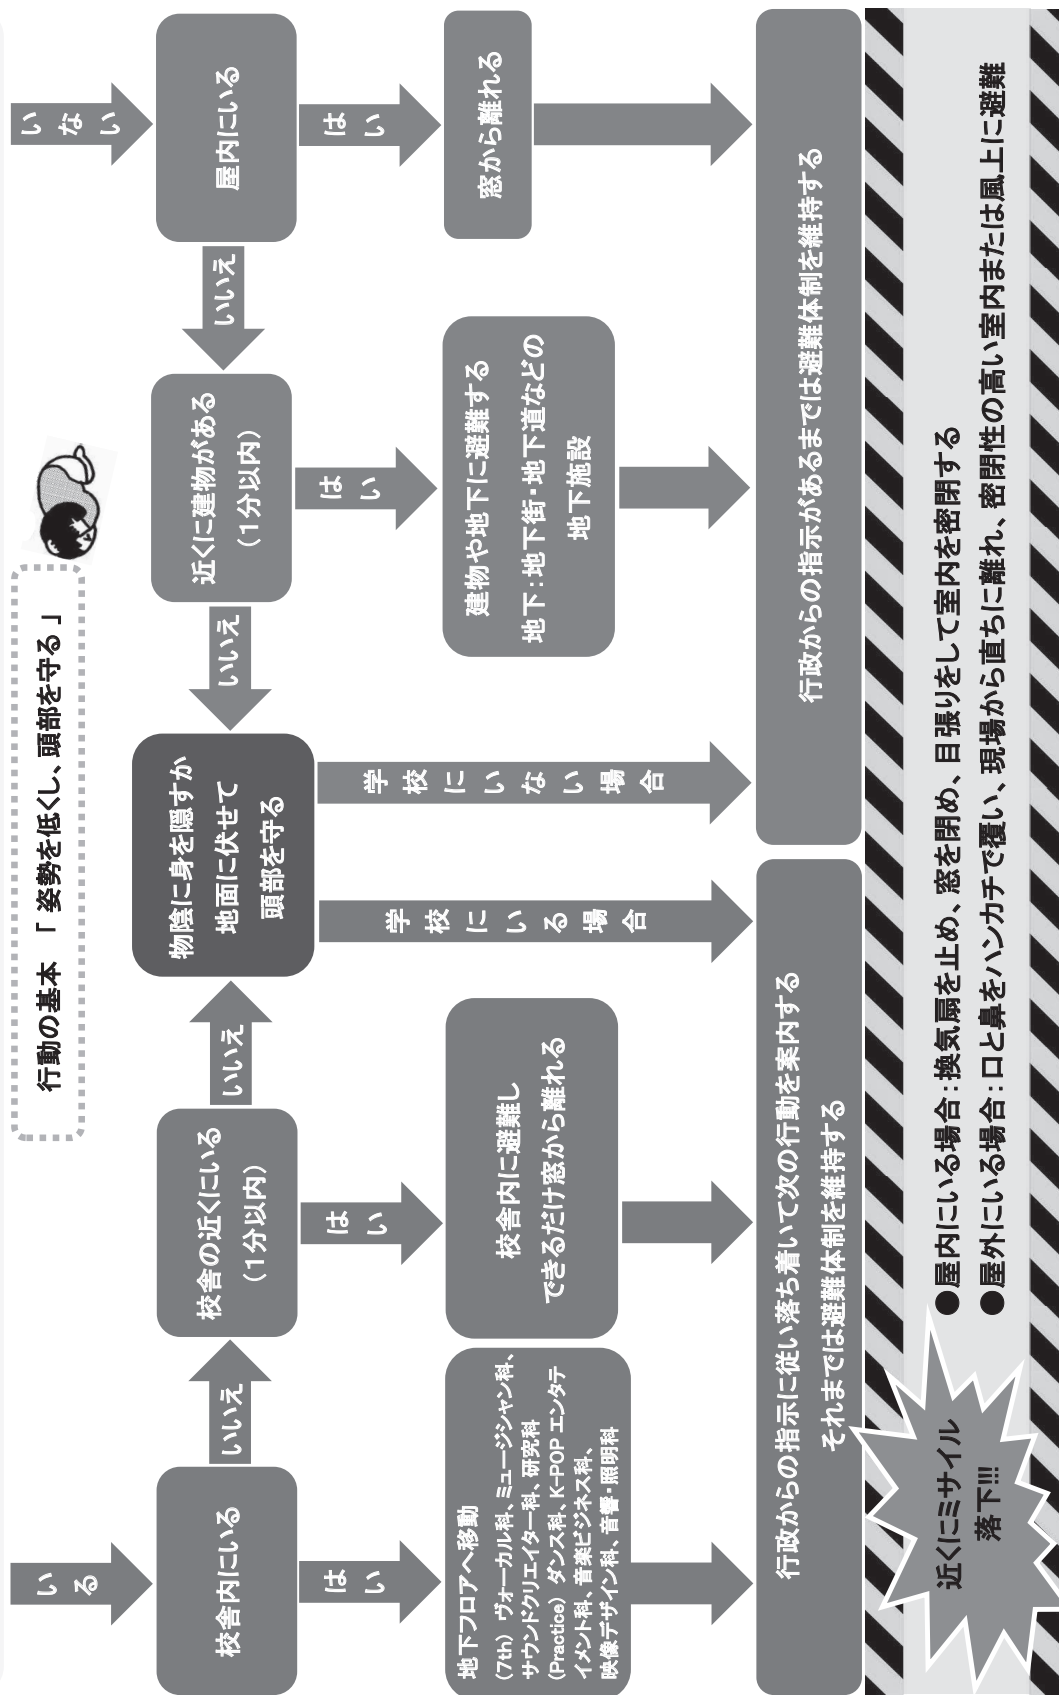 行動の基本 「 姿勢を低くし、頭部を守る 」
いる
いない
校舎内にいる
いいえ
校舎の近くにいる
（1分以内）
いいえ
物陰に身を隠すか
地面に伏せて
頭部を守る
いいえ
近くに建物がある
（1分以内）
いいえ
屋内にいる
はい
はい
学校にいる場合
学校にいない場合
はい
はい
地下フロアへ移動
（7th）ヴォーカル科、ミュージシャン科、
サウンドクリエイター科、研究科
（Practice）ダンス科、K-POP エンタテ
イメント科、音楽ビジネス科、
映像デザイン科、音響・照明科
校舎内に避難し
できるだけ窓から離れる
建物や地下に避難する
地下：地下街・地下道などの
地下施設
窓から離れる
行政からの指示に従い落ち着いて次の行動を案内する
それまでは避難体制を維持する
行政からの指示があるまでは避難体制を維持する
近くにミサイル
落下!!!
●屋内にいる場合：換気扇を止め、窓を閉め、目張りをして室内を密閉する
●屋外にいる場合：口と鼻をハンカチで覆い、現場から直ちに離れ、密閉性の高い室内または風上に避難